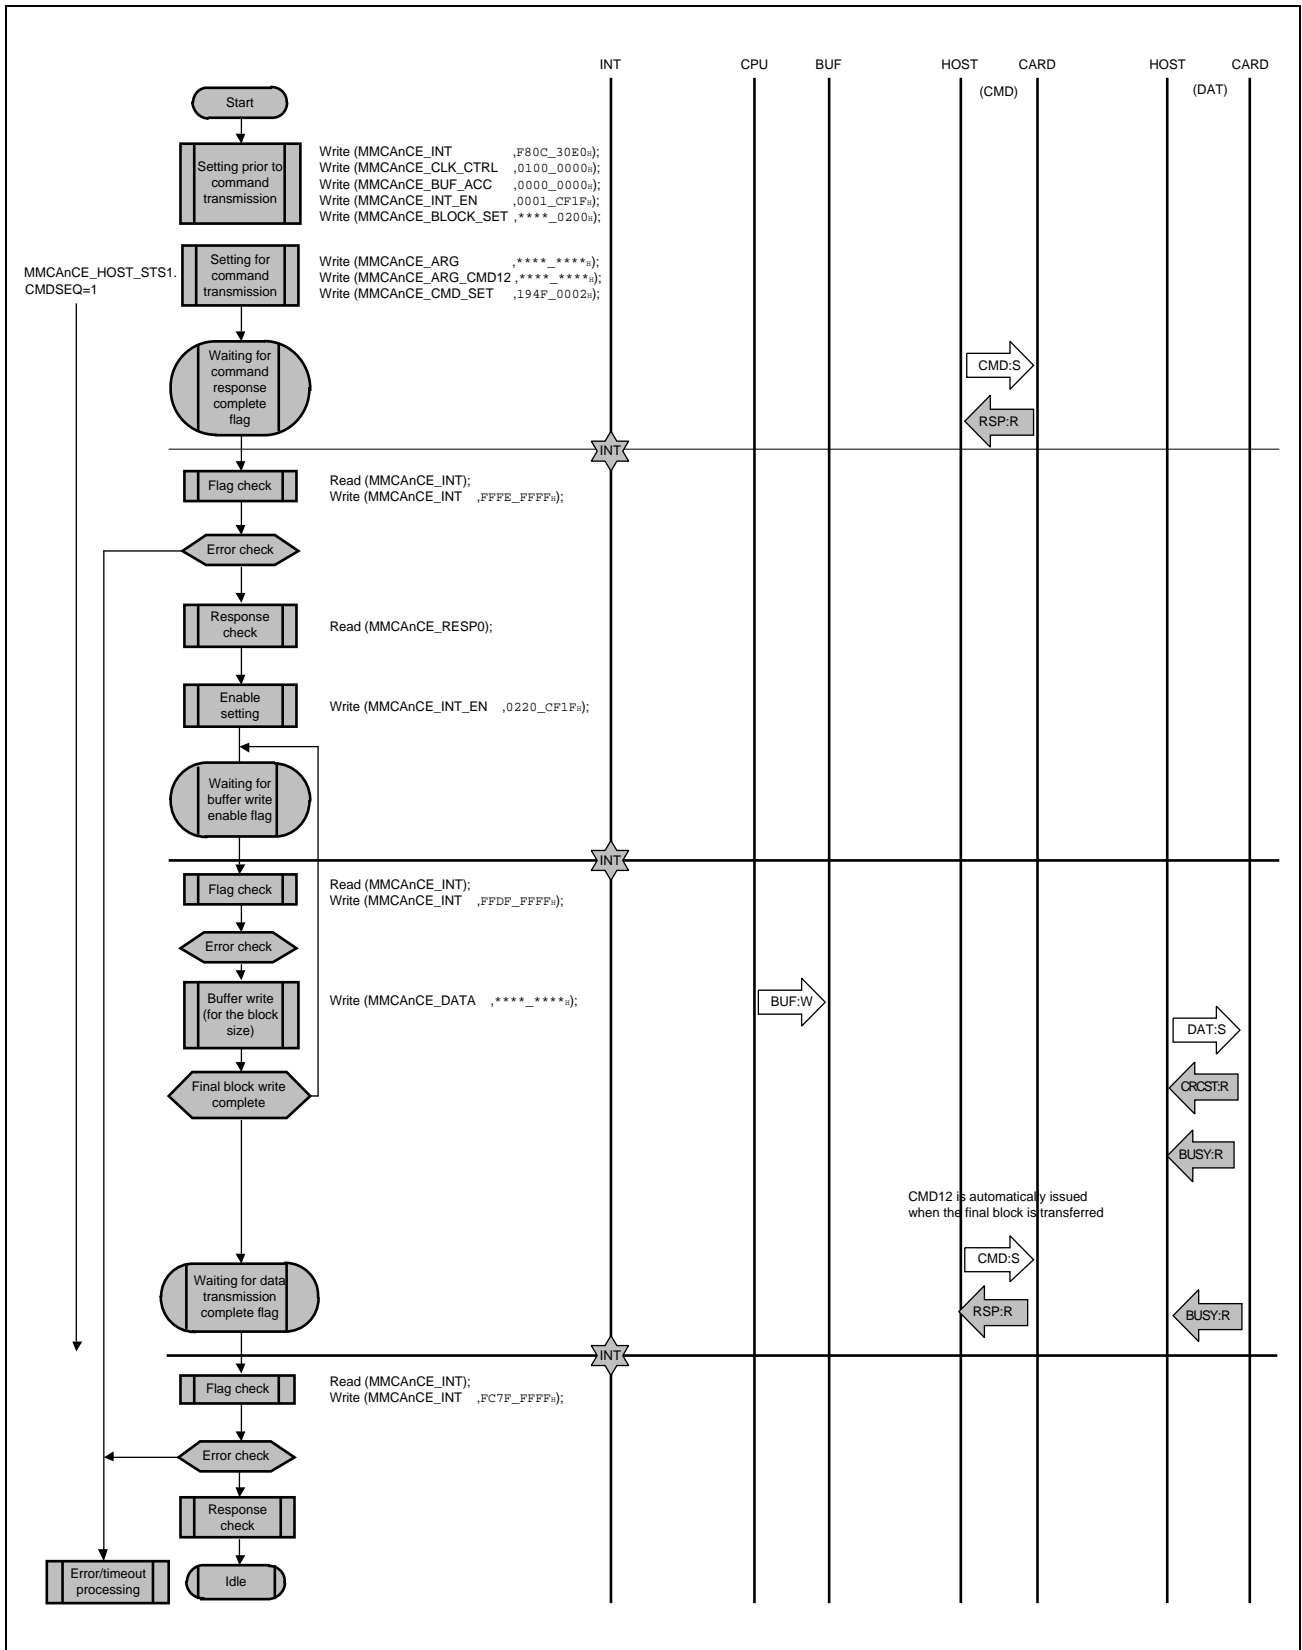 INT CPU BUF HOST CARD HOST CARD
(CMD) (DAT)
Start
Setting prior to
command
transmission
Write (MMCAnCE_INT ,F80C_30E0H);
Write (MMCAnCE_CLK_CTRL ,0100_0000H);
Write (MMCAnCE_BUF_ACC ,0000_0000H);
Write (MMCAnCE_INT_EN ,0001_CF1FH);
Write (MMCAnCE_BLOCK_SET ,****_0200H);
MMCAnCE_HOST_STS1.
CMDSEQ=1
Setting for
command
transmission
Write (MMCAnCE_ARG ,****_****H);
Write (MMCAnCE_ARG_CMD12 ,****_****H);
Write (MMCAnCE_CMD_SET ,194F_0002H);
Waiting for
command
response
complete
flag
CMD:S
RSP:R
INT
Flag check
Read (MMCAnCE_INT);
Write (MMCAnCE_INT ,FFFE_FFFFH);
Error check
Response
check
Read (MMCAnCE_RESP0);
Enable
setting
Write (MMCAnCE_INT_EN ,0220_CF1FH);
Waiting for
buffer write
enable flag
INT
Flag check
Read (MMCAnCE_INT);
Write (MMCAnCE_INT ,FFDF_FFFFH);
Error check
Buffer write
(for the block
size)
Write (MMCAnCE_DATA ,****_****H);
BUF:W
DAT:S
Final block write
complete
CRCST:R
BUSY:R
CMD12 is automatically issued
when the final block is transferred
CMD:S
Waiting for data
transmission
complete flag
RSP:R
BUSY:R
INT
Flag check
Read (MMCAnCE_INT);
Write (MMCAnCE_INT ,FC7F_FFFFH);
Error check
Response
check
Error/timeout
processing
Idle